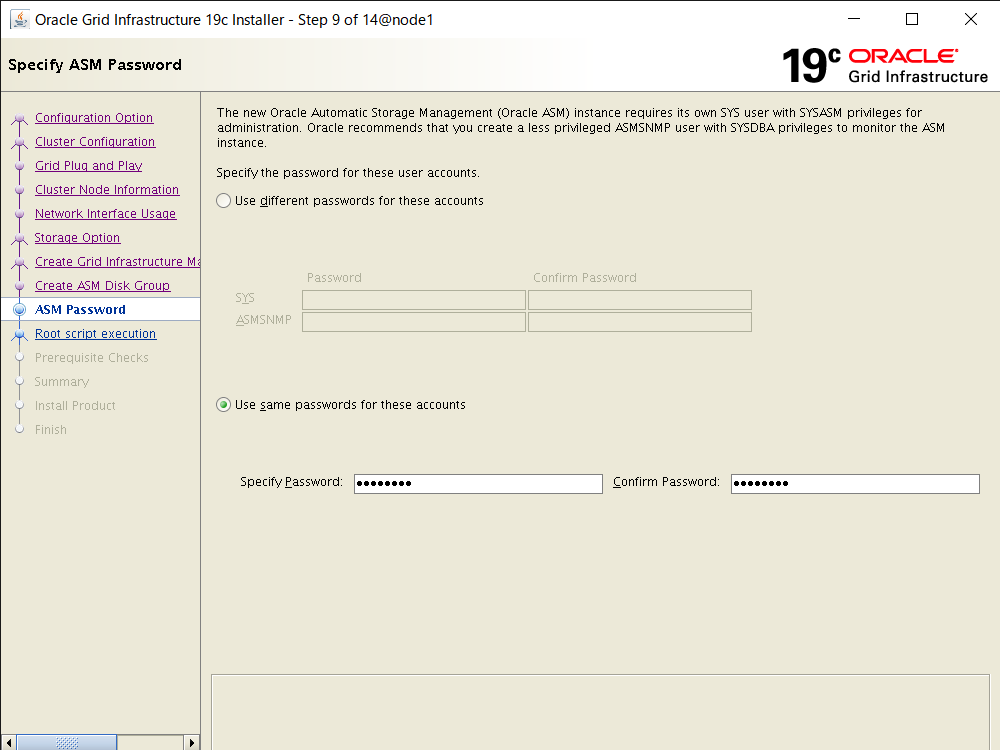 Oracle Grid Infrastructure 19c Installer - Step 9 of 14@node1
Specify ASM Password
19c ORACLE
Grid Infrastructure
Configuration Option
Cluster Configuration
Grid Plug and Play
Cluster Node Information
Network Interface Usage
Storage Option
Create Grid Infrastructure Ma
Create ASM Disk Group
ASM Password
Root script execution
Prerequisite Checks
Summary
Install Product
Finish
The new Oracle Automatic Storage Management (Oracle ASM) instance requires its own SYS user with SYSASM privileges for
administration. Oracle recommends that you create a less privileged ASMSNMP user with SYSDBA privileges to monitor the ASM
instance.
Specify the password for these user accounts.
Use different passwords for these accounts
Password Confirm Password
SYS
ASMSNMP
Use same passwords for these accounts
Specify Password: •••••••• Confirm Password: ••••••••